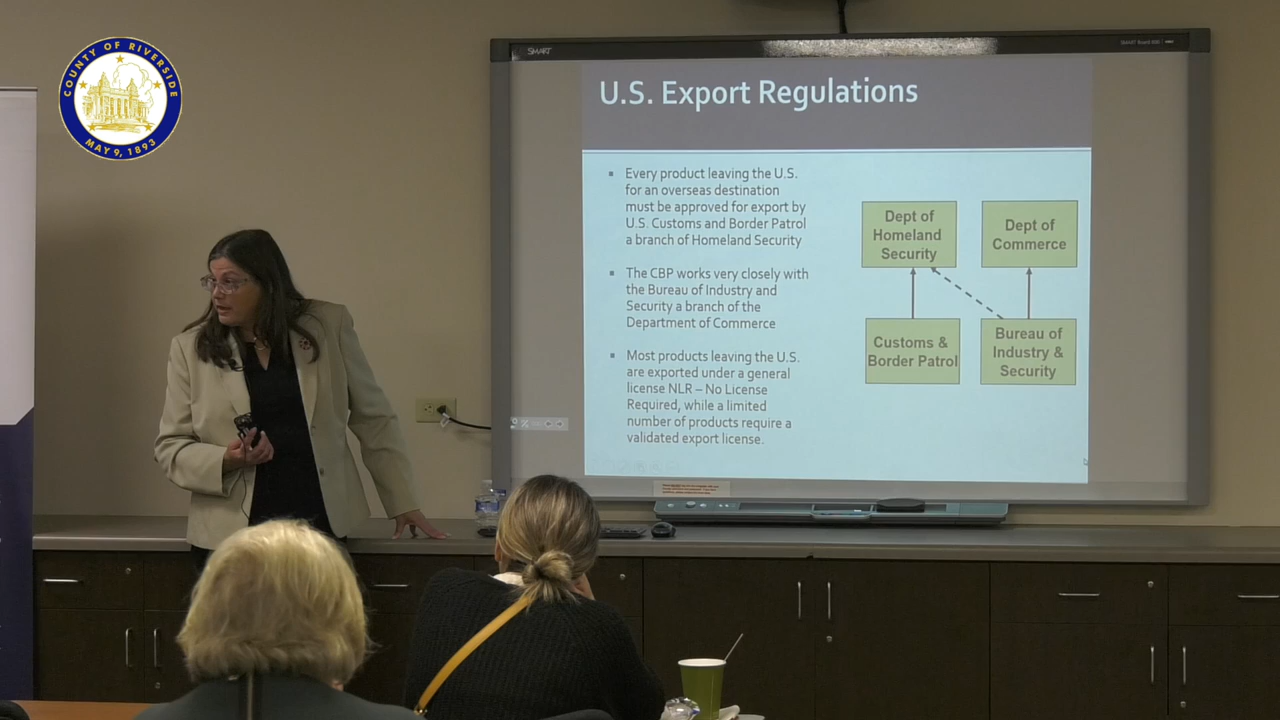 COUNTY OF RIVERSIDE
MAY 9, 1893
SMART
U.S. Export Regulations
Every product leaving the U.S.
for an overseas destination
must be approved for export by
U.S. Customs and Border Patrol
a branch of Homeland Security
The CBP works very closely with
the Bureau of Industry and
Security a branch of the
Department of Commerce
Most products leaving the U.S.
are exported under a general
license NLR – No License
Required, while a limited
number of products require a
validated export license.
Dept of
Homeland
Security
Dept of
Commerce
Customs &
Border Patrol
Bureau of
Industry &
Security